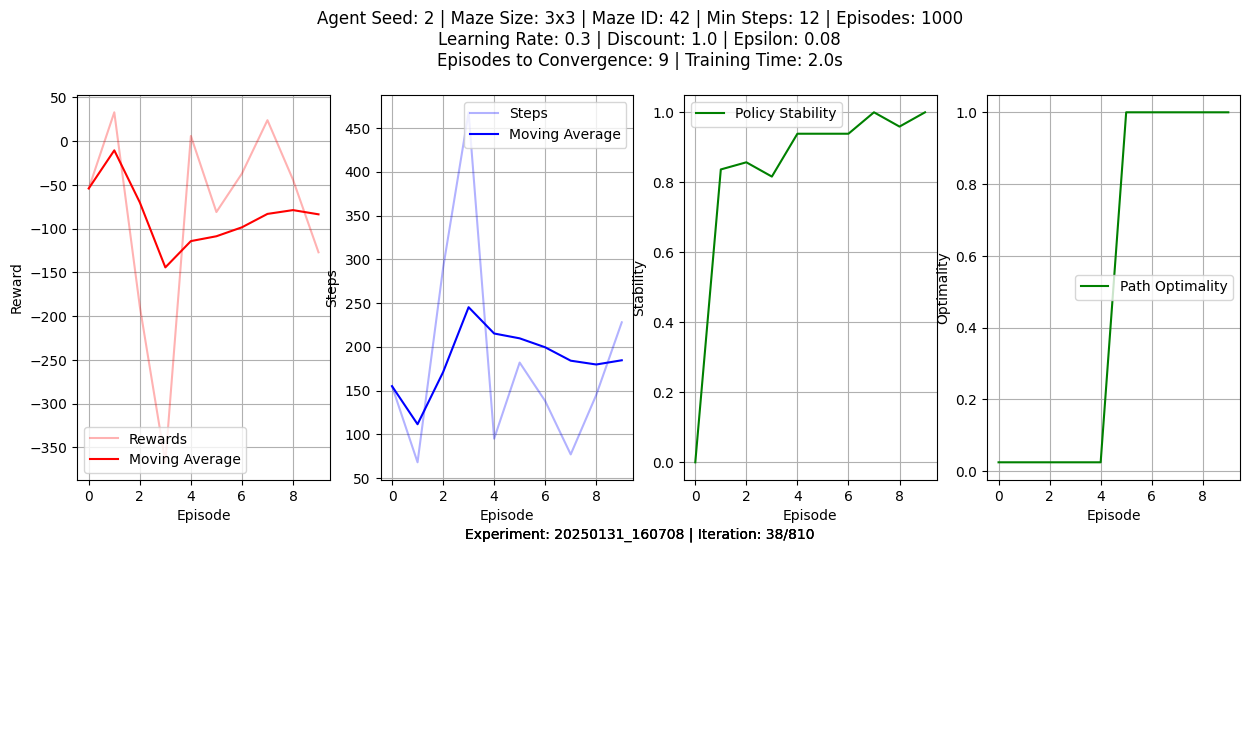 Agent Seed: 2 | Maze Size: 3x3 | Maze ID: 42 | Min Steps: 12 | Episodes: 1000
Learning Rate: 0.3 | Discount: 1.0 | Epsilon: 0.08
Episodes to Convergence: 9 | Training Time: 2.0s
50
0
−50
−100
−150
−200
−250
−300
−350
Reward
Rewards
Moving Average
0 2 4 6 8
Episode
450
400
350
300
250
200
150
100
50
Steps
Steps
Moving Average
0 2 4 6 8
Episode
1.0
0.8
0.6
0.4
0.2
0.0
Stability
Policy Stability
0 2 4 6 8
Episode
1.0
0.8
0.6
0.4
0.2
0.0
Optimality
Path Optimality
0 2 4 6 8
Episode
Experiment: 20250131_160708 | Iteration: 38/810